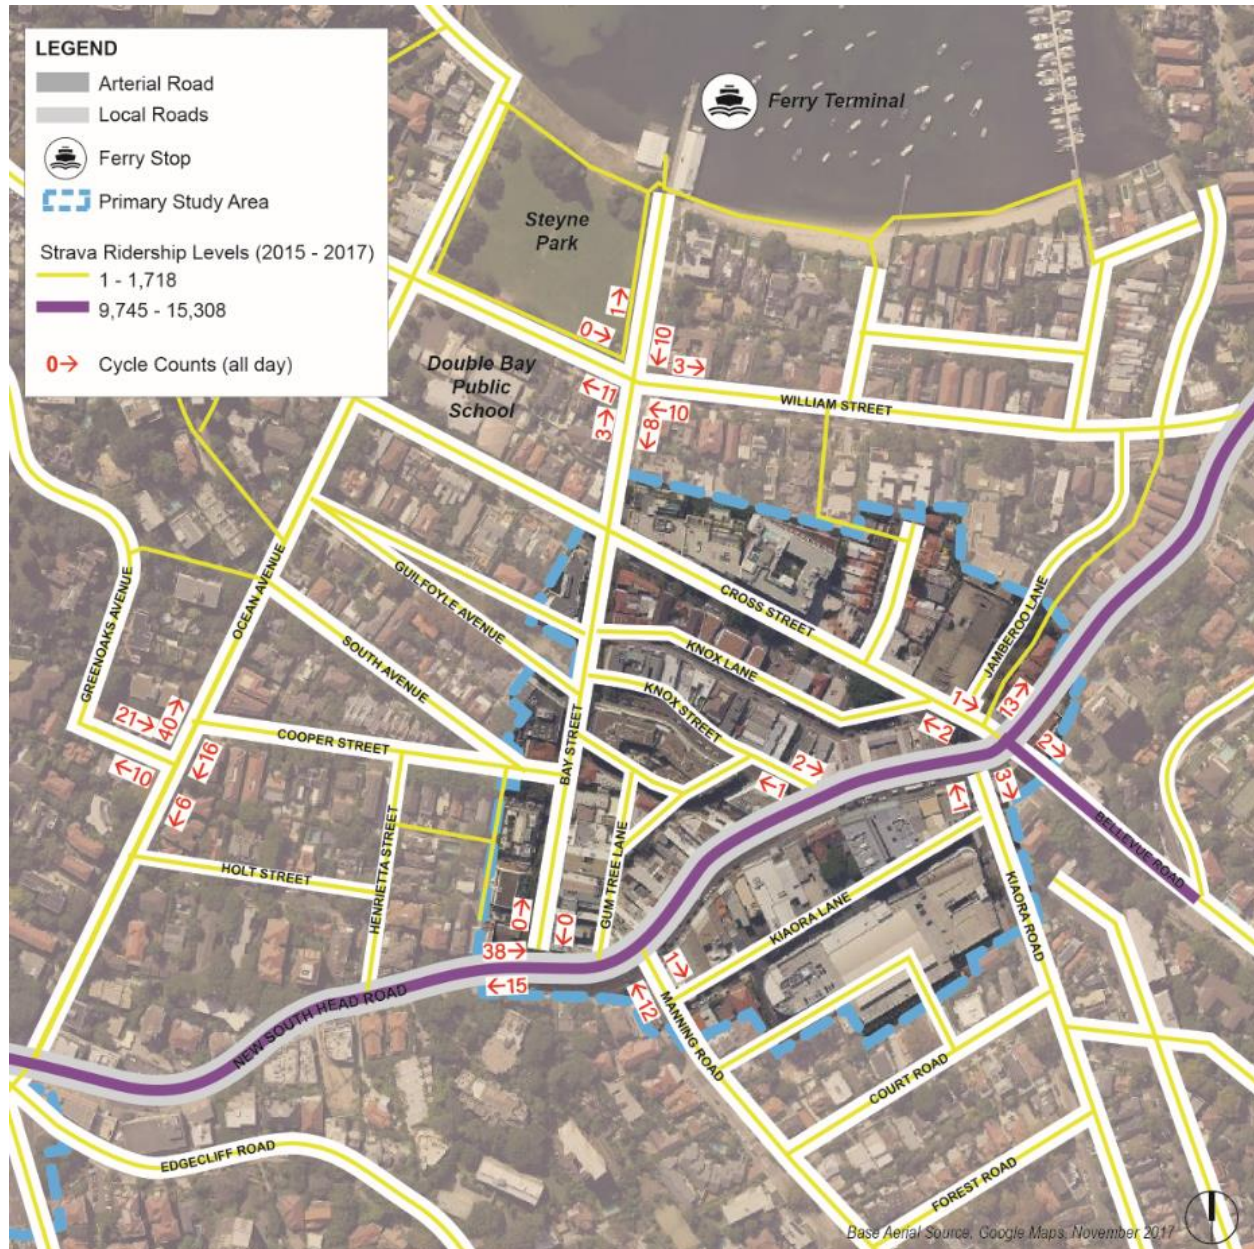 LEGEND
Arterial Road
Local Roads
Ferry Stop
Primary Study Area
Strava Ridership Levels (2015 - 2017)
1 - 1,718
9,745 - 15,308
0→ Cycle Counts (all day)
Ferry Terminal
Steyne
Park
1→
0→
←10
3→
Double Bay
Public
School
←11
3→
←10
←8
WILLIAM STREET
GREENOAKS AVENUE
OCEAN AVENUE
GUILFOYLE AVENUE
SOUTH AVENUE
CROSS STREET
JAMBEROO LANE
KNOX LANE
KNOX STREET
BAY STREET
1→
13→
←2
2→
21→
40→
←16
←10
←6
COOPER STREET
2→
←1
3→
←1
BELLEVUE ROAD
HOLT STREET
HENRIETTA STREET
GUM TREE LANE
KIAORA LANE
KIAORA ROAD
0→
←0
38→
←15
1→
←12
NEW SOUTH HEAD ROAD
MANNING ROAD
COURT ROAD
EDGECLIFF ROAD
FOREST ROAD
Base Aerial Source, Google Maps, November 2017